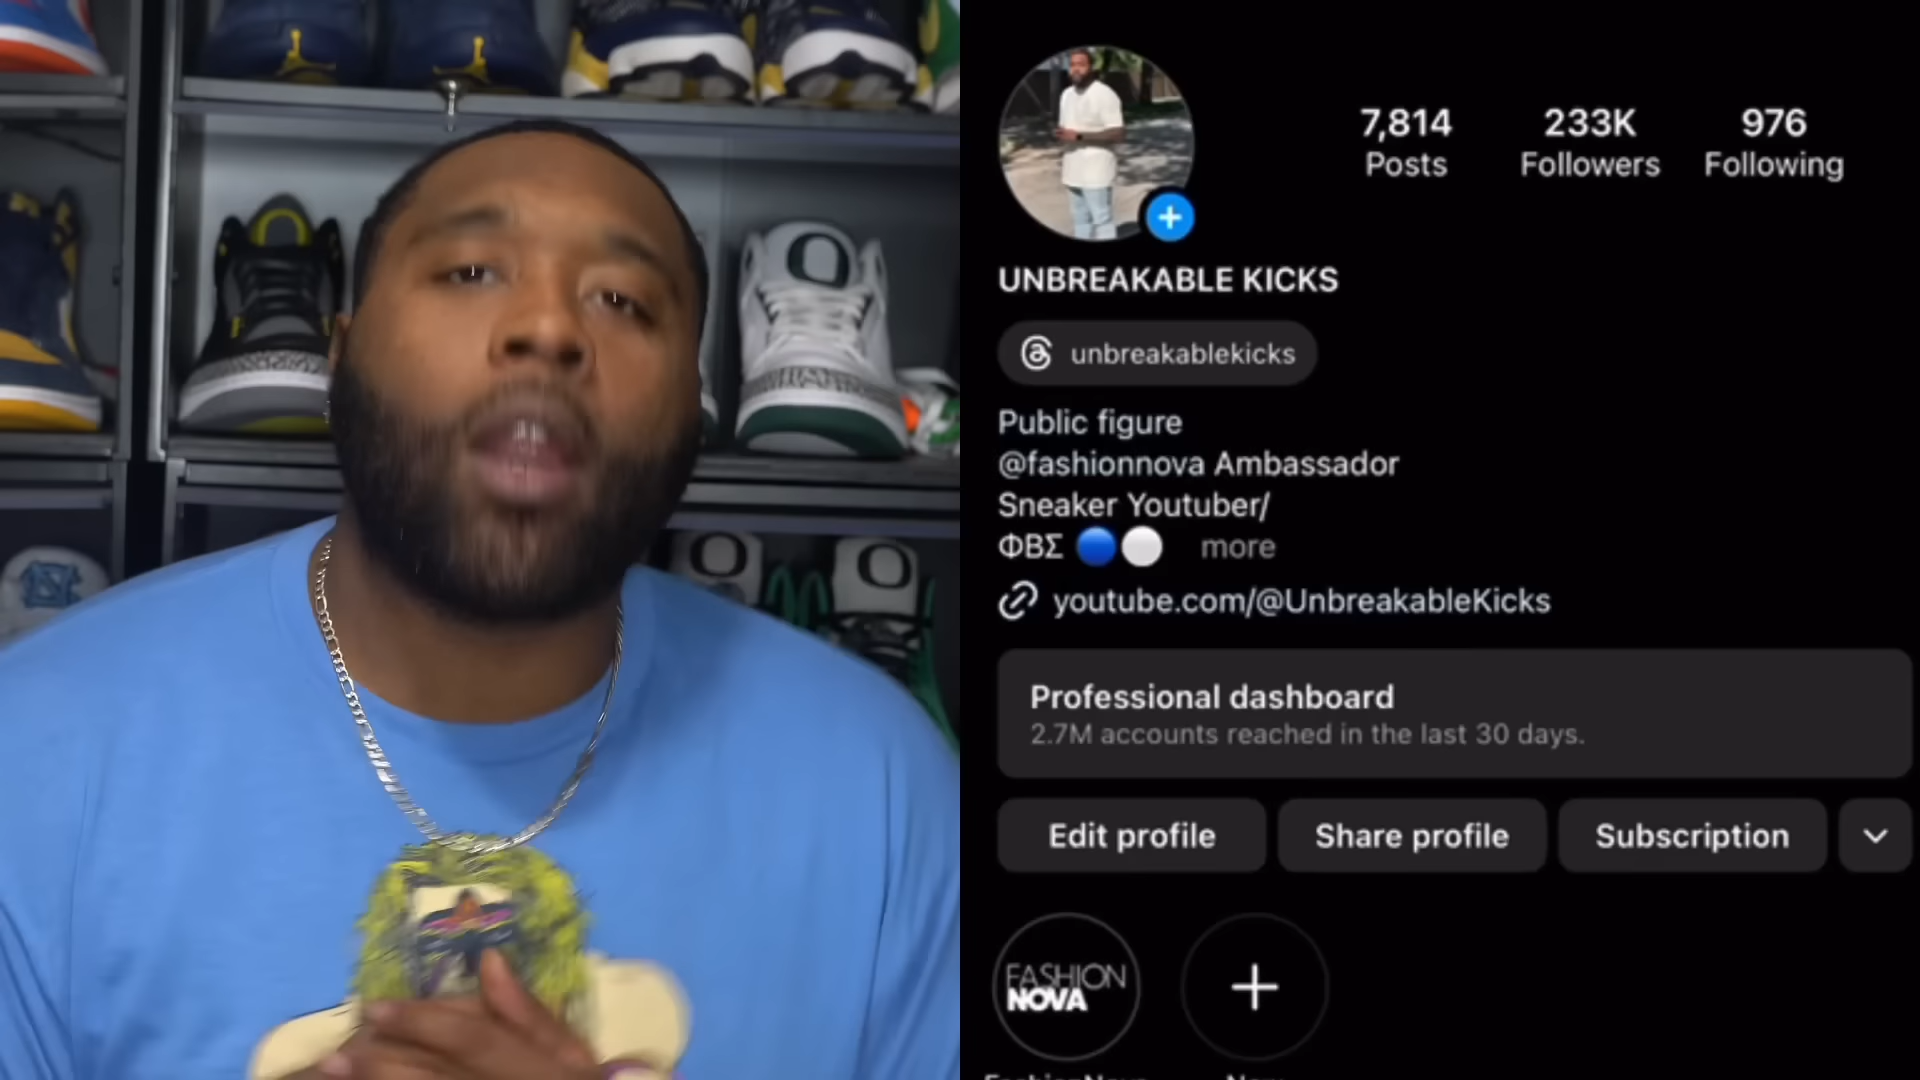 7,814
Posts
233K
Followers
976
Following
UNBREAKABLE KICKS
unbreakablekicks
Public figure
@fashionnova Ambassador
Sneaker Youtuber/
ΦΒΣ 🔵⚪ more
youtube.com/@UnbreakableKicks
Professional dashboard
2.7M accounts reached in the last 30 days.
Edit profile
Share profile
Subscription
FASHION
NOVA